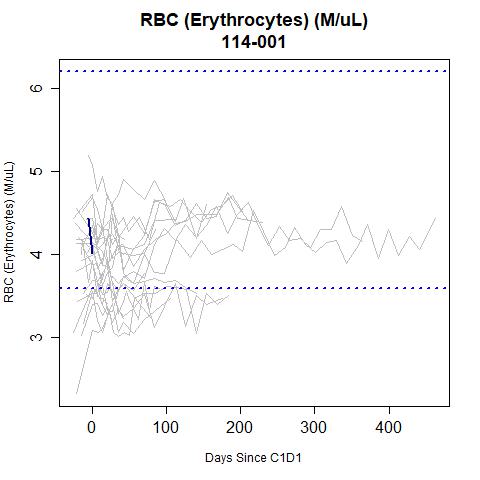 RBC (Erythrocytes) (M/uL)
114-001
RBC (Erythrocytes) (M/uL)
6
5
4
3
0 100 200 300 400
Days Since C1D1